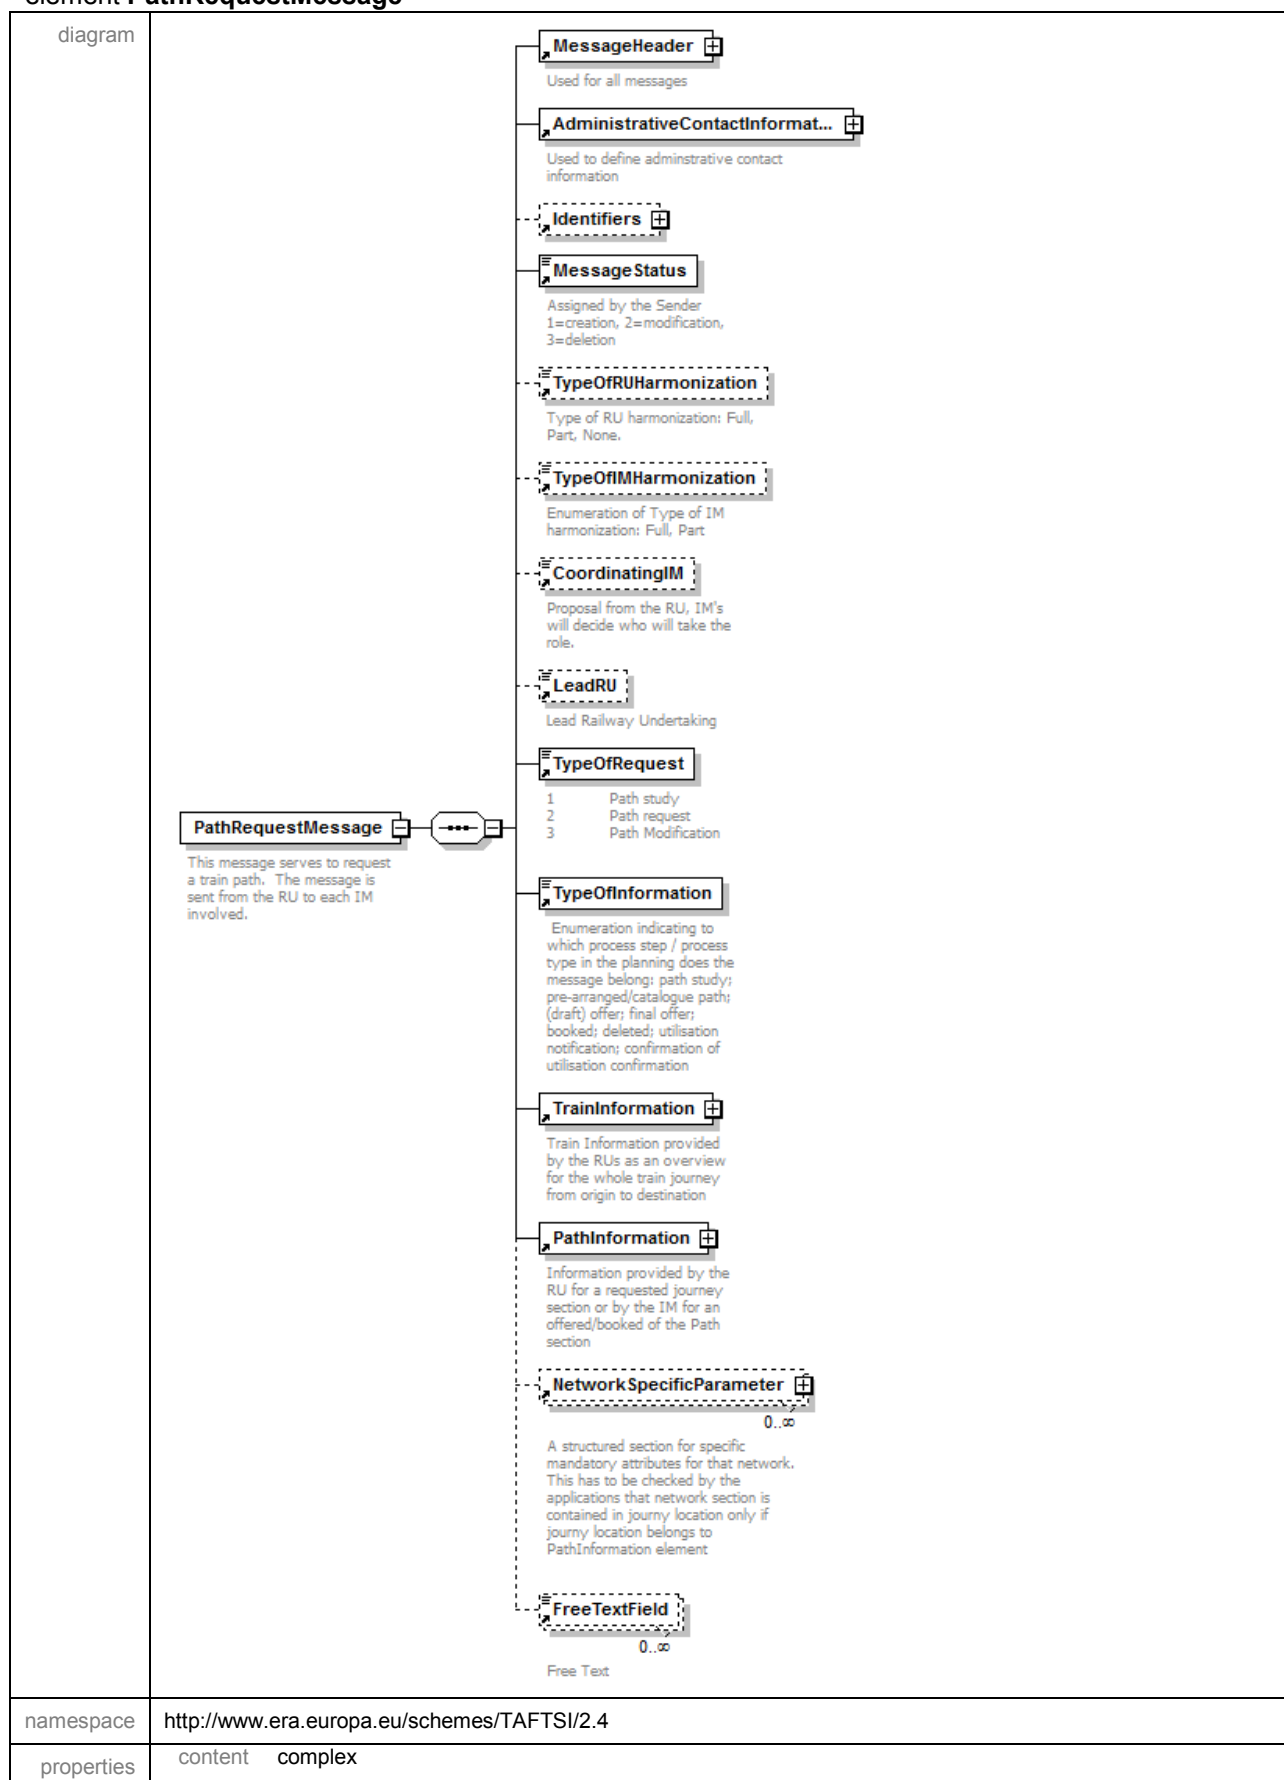 element PathRequestMessage
diagram
MessageHeader
Used for all messages
AdministrativeContactInformat...
Used to define adminstrative contact
information
Identifiers
MessageStatus
Assigned by the Sender
1=creation, 2=modification,
3=deletion
TypeOfRUHarmonization
Type of RU harmonization: Full,
Part, None.
TypeOfIMHarmonization
Enumeration of Type of IM
harmonization: Full, Part
CoordinatingIM
Proposal from the RU, IM's
will decide who will take the
role.
LeadRU
Lead Railway Undertaking
TypeOfRequest
1 Path study
2 Path request
3 Path Modification
PathRequestMessage
This message serves to request
a train path. The message is
sent from the RU to each IM
involved.
TypeOfInformation
Enumeration indicating to
which process step / process
type in the planning does the
message belong: path study;
pre-arranged/catalogue path;
(draft) offer; final offer;
booked; deleted; utilisation
notification; confirmation of
utilisation confirmation
TrainInformation
Train Information provided
by the RUs as an overview
for the whole train journey
from origin to destination
PathInformation
Information provided by the
RU for a requested journey
section or by the IM for an
offered/booked of the Path
section
NetworkSpecificParameter
0..∞
A structured section for specific
mandatory attributes for that network.
This has to be checked by the
applications that network section is
contained in journy location only if
journy location belongs to
PathInformation element
FreeTextField
0..∞
Free Text
namespace http://www.era.europa.eu/schemes/TAFTSI/2.4
properties content complex